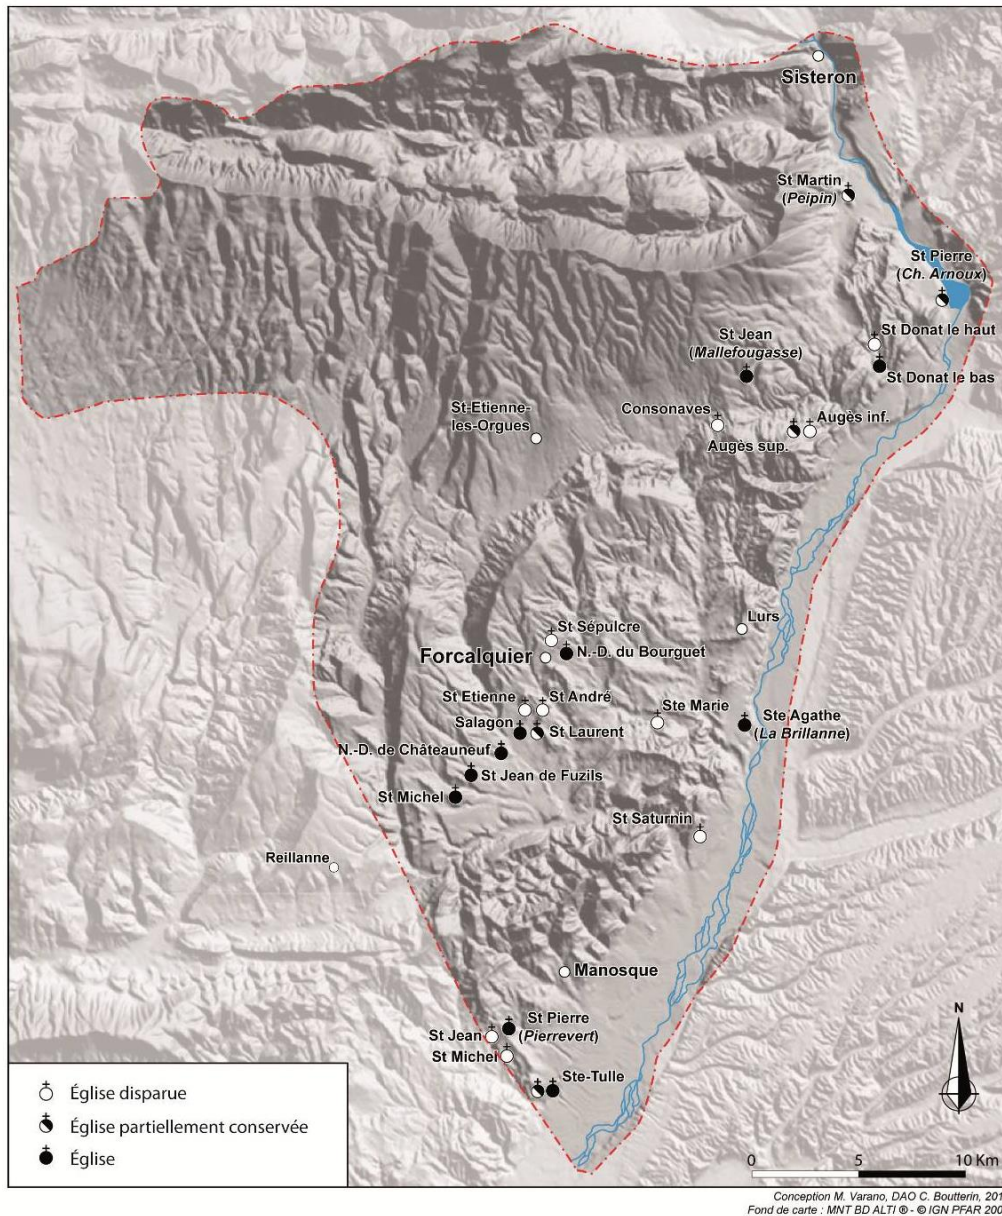 Sisteron
St Martin
(Peipin)
St Pierre
(Ch. Arnoux)
St Donat le haut
St Jean
(Mallefougasse)
St Donat le bas
St-Etienne-
les-Orgues
Consonaves
Augès inf.
Augès sup.
Lurs
St Sépulcre
N.-D. du Bourguet
Forcalquier
St Etienne
St André
Ste Marie
Ste Agathe
(La Brillanne)
Salagon
St Laurent
N.-D. de Châteauneuf
St Jean de Fuzils
St Michel
St Saturnin
Reillanne
Manosque
St Pierre
(Pierrevert)
St Jean
St Michel
Ste-Tulle
Église disparue
Église partiellement conservée
Église
N
0 5 10 Km
Conception M. Varano, DAO C. Boutterin, 201
Fond de carte : MNT BD ALTI ® - © IGN PFAR 200